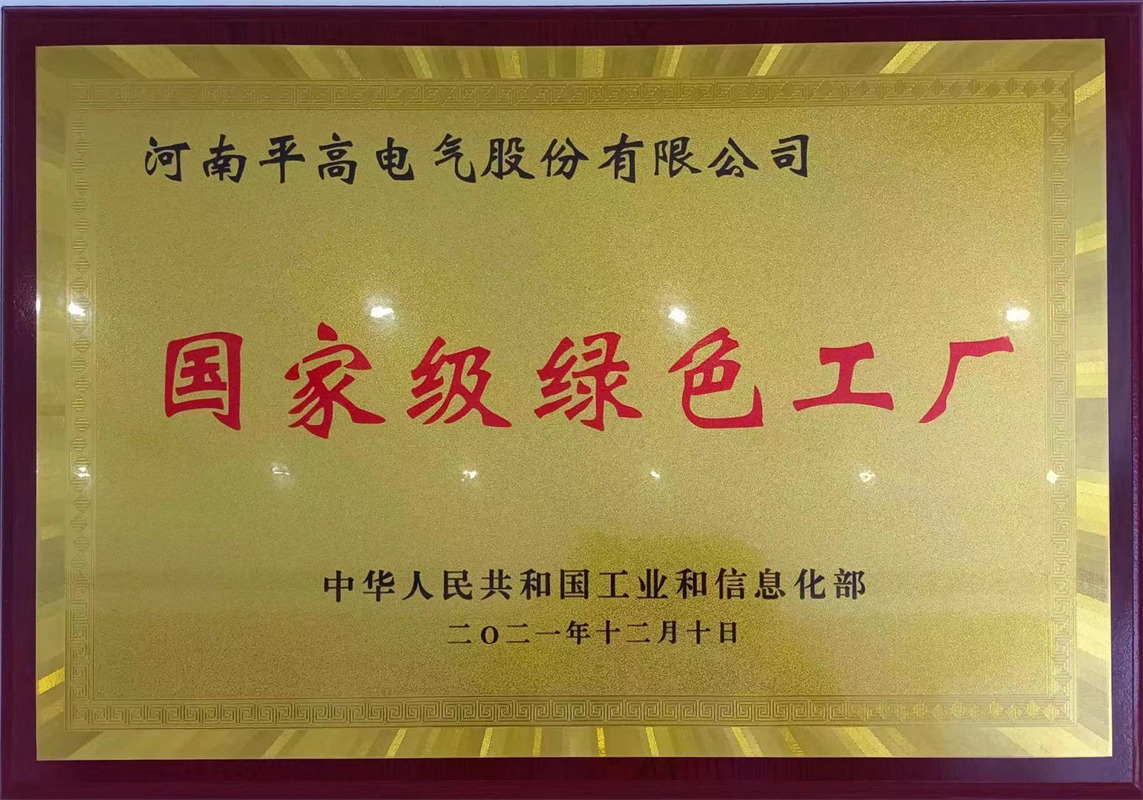 河南平高电气股份有限公司
国家级绿色工厂
中华人民共和国工业和信息化部
二〇二一年十二月十日